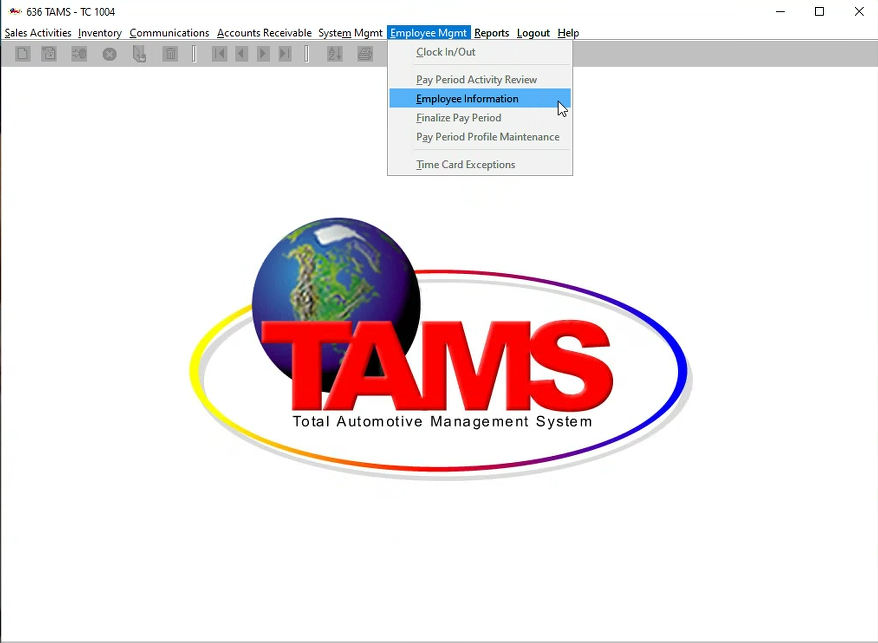 636 TAMS - TC 1004
Sales Activities Inventory Communications Accounts Receivable System Mgmt Employee Mgmt Reports Logout Help
Clock In/Out
Pay Period Activity Review
Employee Information
Finalize Pay Period
Pay Period Profile Maintenance
Time Card Exceptions
TAMS
Total Automotive Management System